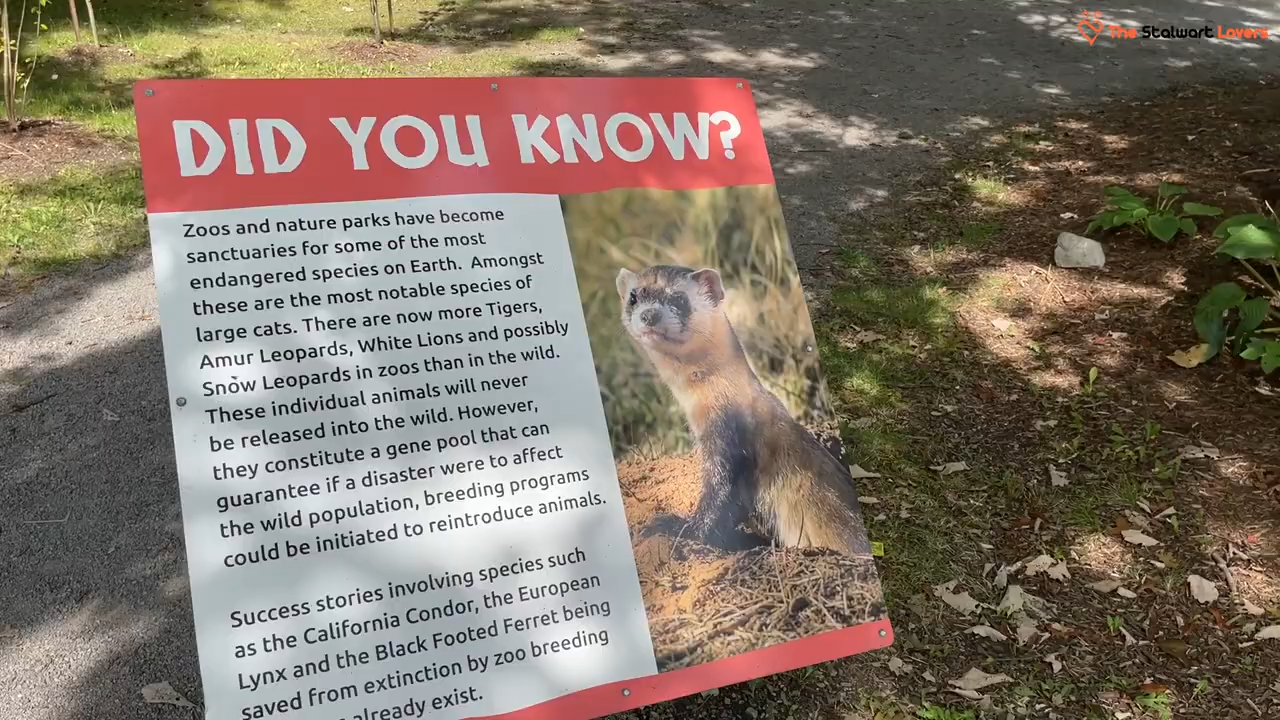 The Stalwart Lovers
DID YOU KNOW?
Zoos and nature parks have become
sanctuaries for some of the most
endangered species on Earth. Amongst
these are the most notable species of
large cats. There are now more Tigers,
Amur Leopards, White Lions and possibly
Snow Leopards in zoos than in the wild.
These individual animals will never
be released into the wild. However,
they constitute a gene pool that can
guarantee if a disaster were to affect
the wild population, breeding programs
could be initiated to reintroduce animals.
Success stories involving species such
as the California Condor, the European
Lynx and the Black Footed Ferret being
saved from extinction by zoo breeding
already exist.